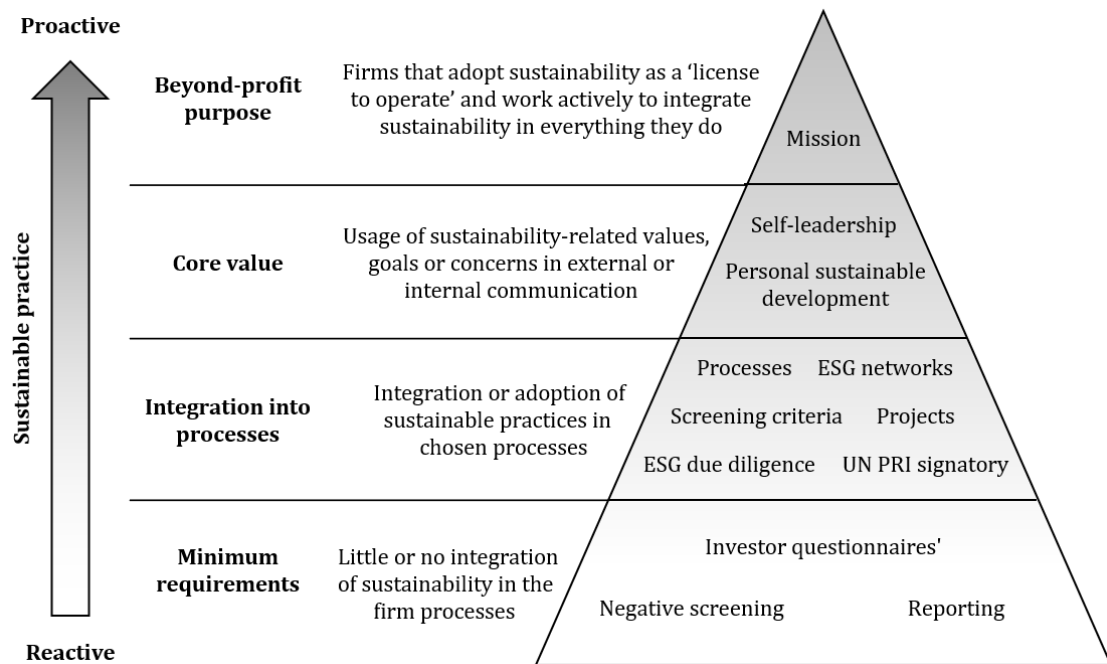 Proactive
Sustainable practice
Reactive
Beyond-profit
purpose
Firms that adopt sustainability as a ‘license
to operate’ and work actively to integrate
sustainability in everything they do
Mission
Core value
Usage of sustainability-related values,
goals or concerns in external or
internal communication
Self-leadership
Personal sustainable
development
Integration into
processes
Integration or adoption of
sustainable practices in
chosen processes
Processes ESG networks
Screening criteria Projects
ESG due diligence UN PRI signatory
Minimum
requirements
Little or no integration
of sustainability in the
firm processes
Investor questionnaires'
Negative screening Reporting